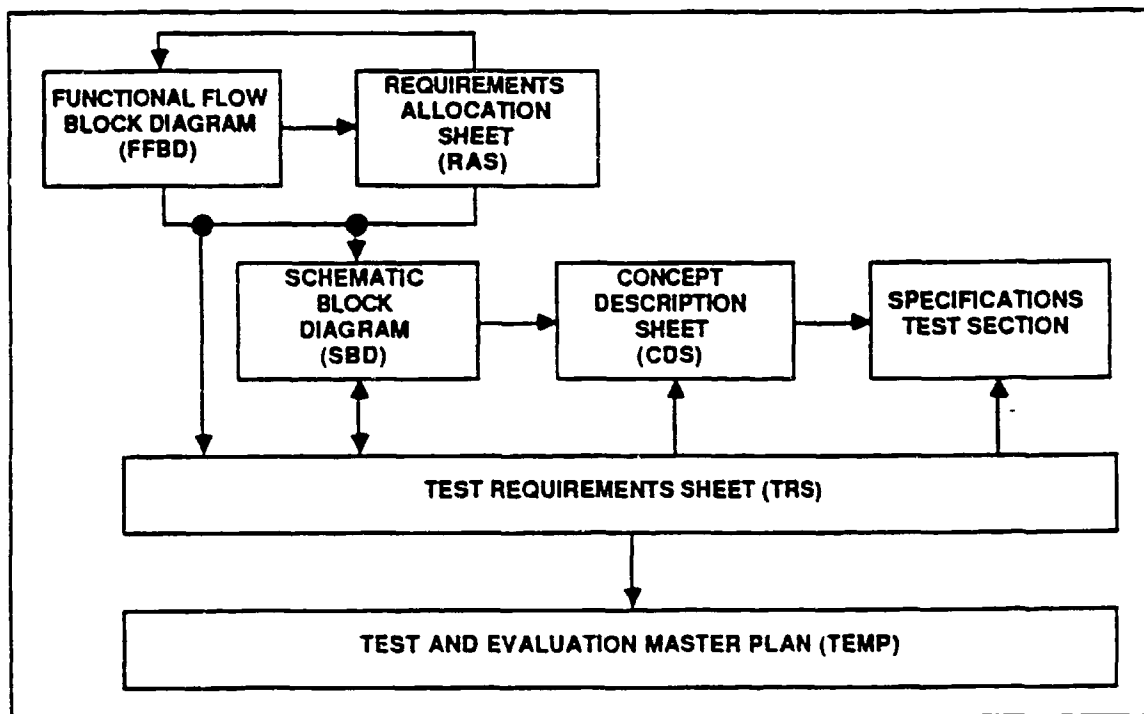 FUNCTIONAL FLOW
BLOCK DIAGRAM
(FFBD)
REQUIREMENTS
ALLOCATION
SHEET
(RAS)
SCHEMATIC
BLOCK
DIAGRAM
(SBD)
CONCEPT
DESCRIPTION
SHEET
(CDS)
SPECIFICATIONS
TEST SECTION
TEST REQUIREMENTS SHEET (TRS)
TEST AND EVALUATION MASTER PLAN (TEMP)